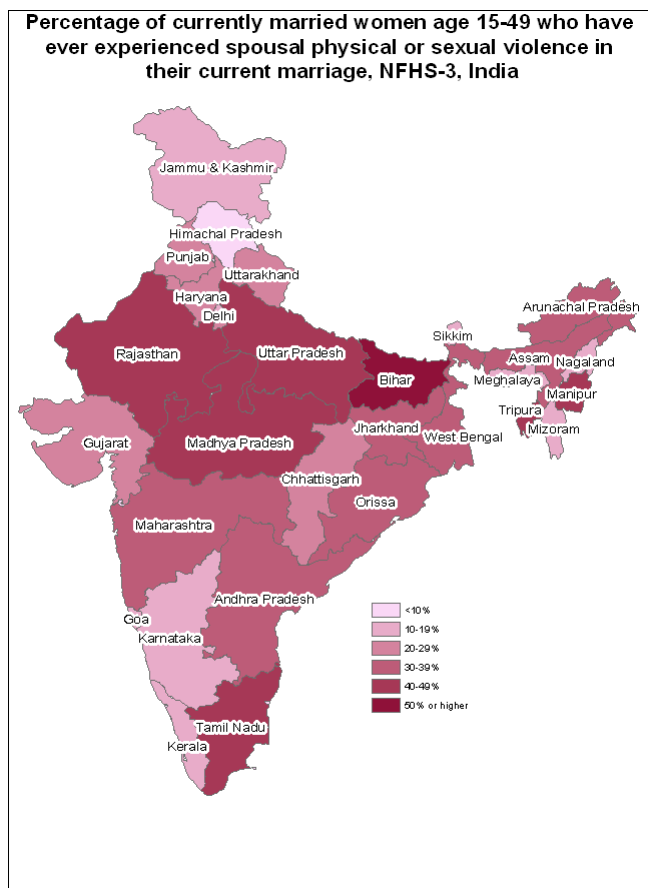 Percentage of currently married women age 15-49 who have
ever experienced spousal physical or sexual violence in
their current marriage, NFHS-3, India
Jammu & Kashmir
Himachal Pradesh
Punjab
Uttarakhand
Haryana
Delhi
Arunachal Pradesh
Sikkim
Rajasthan
Uttar Pradesh
Assam
Nagaland
Bihar
Meghalaya
Manipur
Tripura
Mizoram
Gujarat
Madhya Pradesh
Jharkhand
West Bengal
Chhattisgarh
Orissa
Maharashtra
Andhra Pradesh
Goa
Karnataka
Tamil Nadu
Kerala
<10%
10-19%
20-29%
30-39%
40-49%
50% or higher